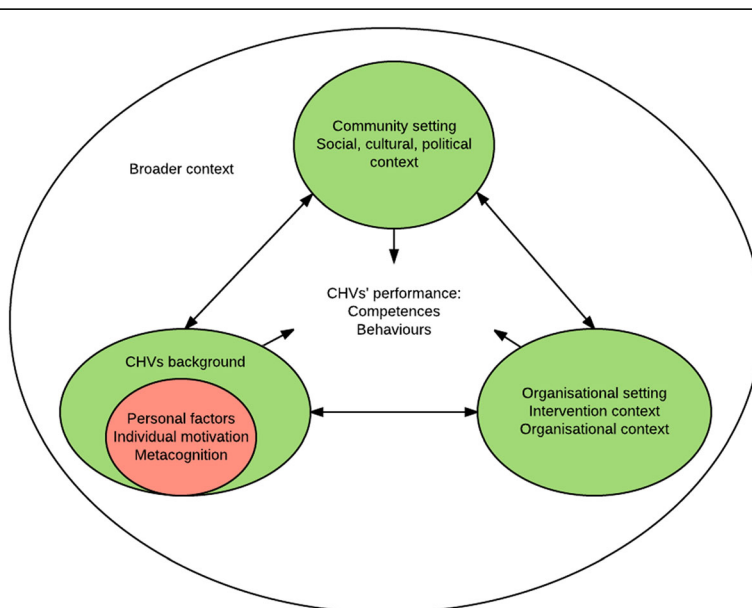 Community setting
Social, cultural, political
context
Broader context
CHVs' performance:
Competences
Behaviours
CHVs background
Personal factors
Individual motivation
Metacognition
Organisational setting
Intervention context
Organisational context